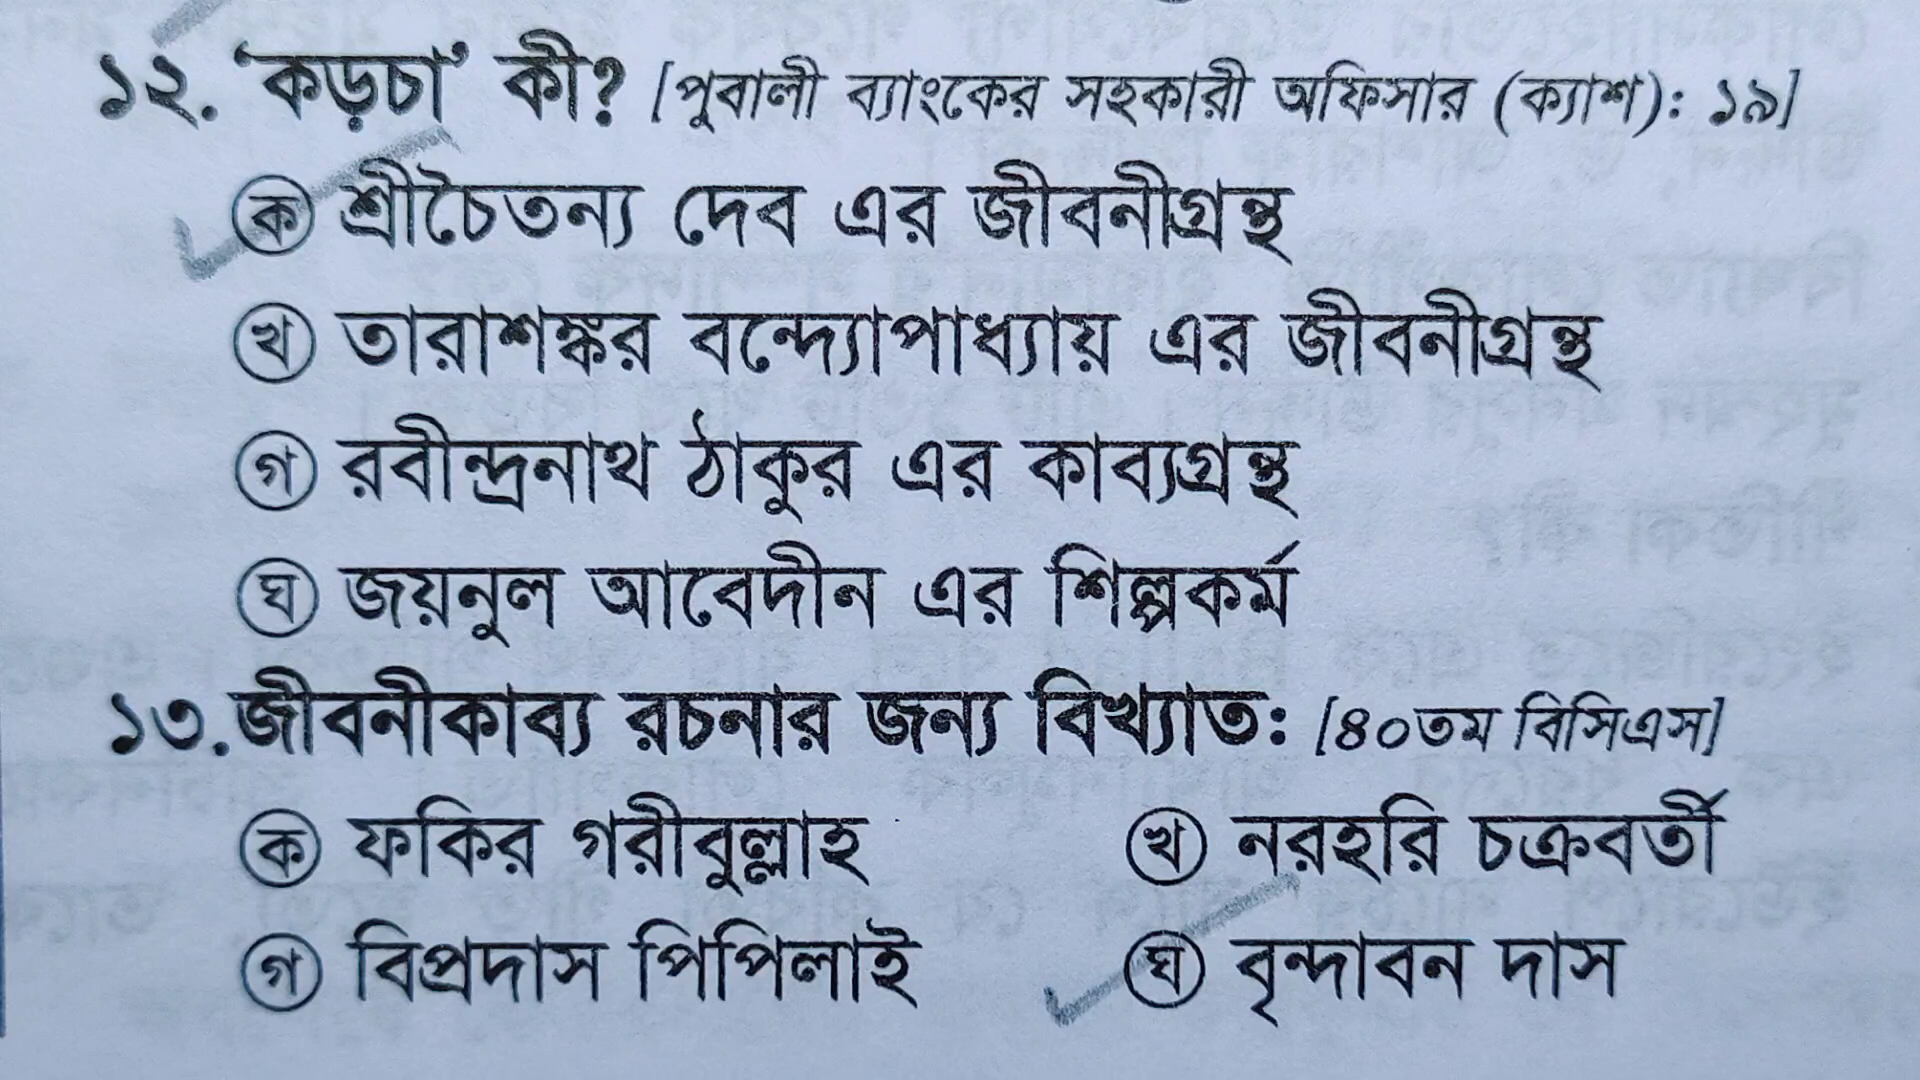 ১২. ‘কড়চা’ কী? [পুবালী ব্যাংকের সহকারী অফিসার (ক্যাশ): ১৯]
ক শ্রীচৈতন্য দেব এর জীবনীগ্রন্থ
খ তারাশঙ্কর বন্দ্যোপাধ্যায় এর জীবনীগ্রন্থ
গ রবীন্দ্রনাথ ঠাকুর এর কাব্যগ্রন্থ
ঘ জয়নুল আবেদীন এর শিল্পকর্ম
১৩. জীবনীকাব্য রচনার জন্য বিখ্যাত: [৪০তম বিসিএস]
ক ফকির গরীবুল্লাহ খ নরহরি চক্রবর্তী
গ বিপ্রদাস পিপিলাই ঘ বৃন্দাবন দাস